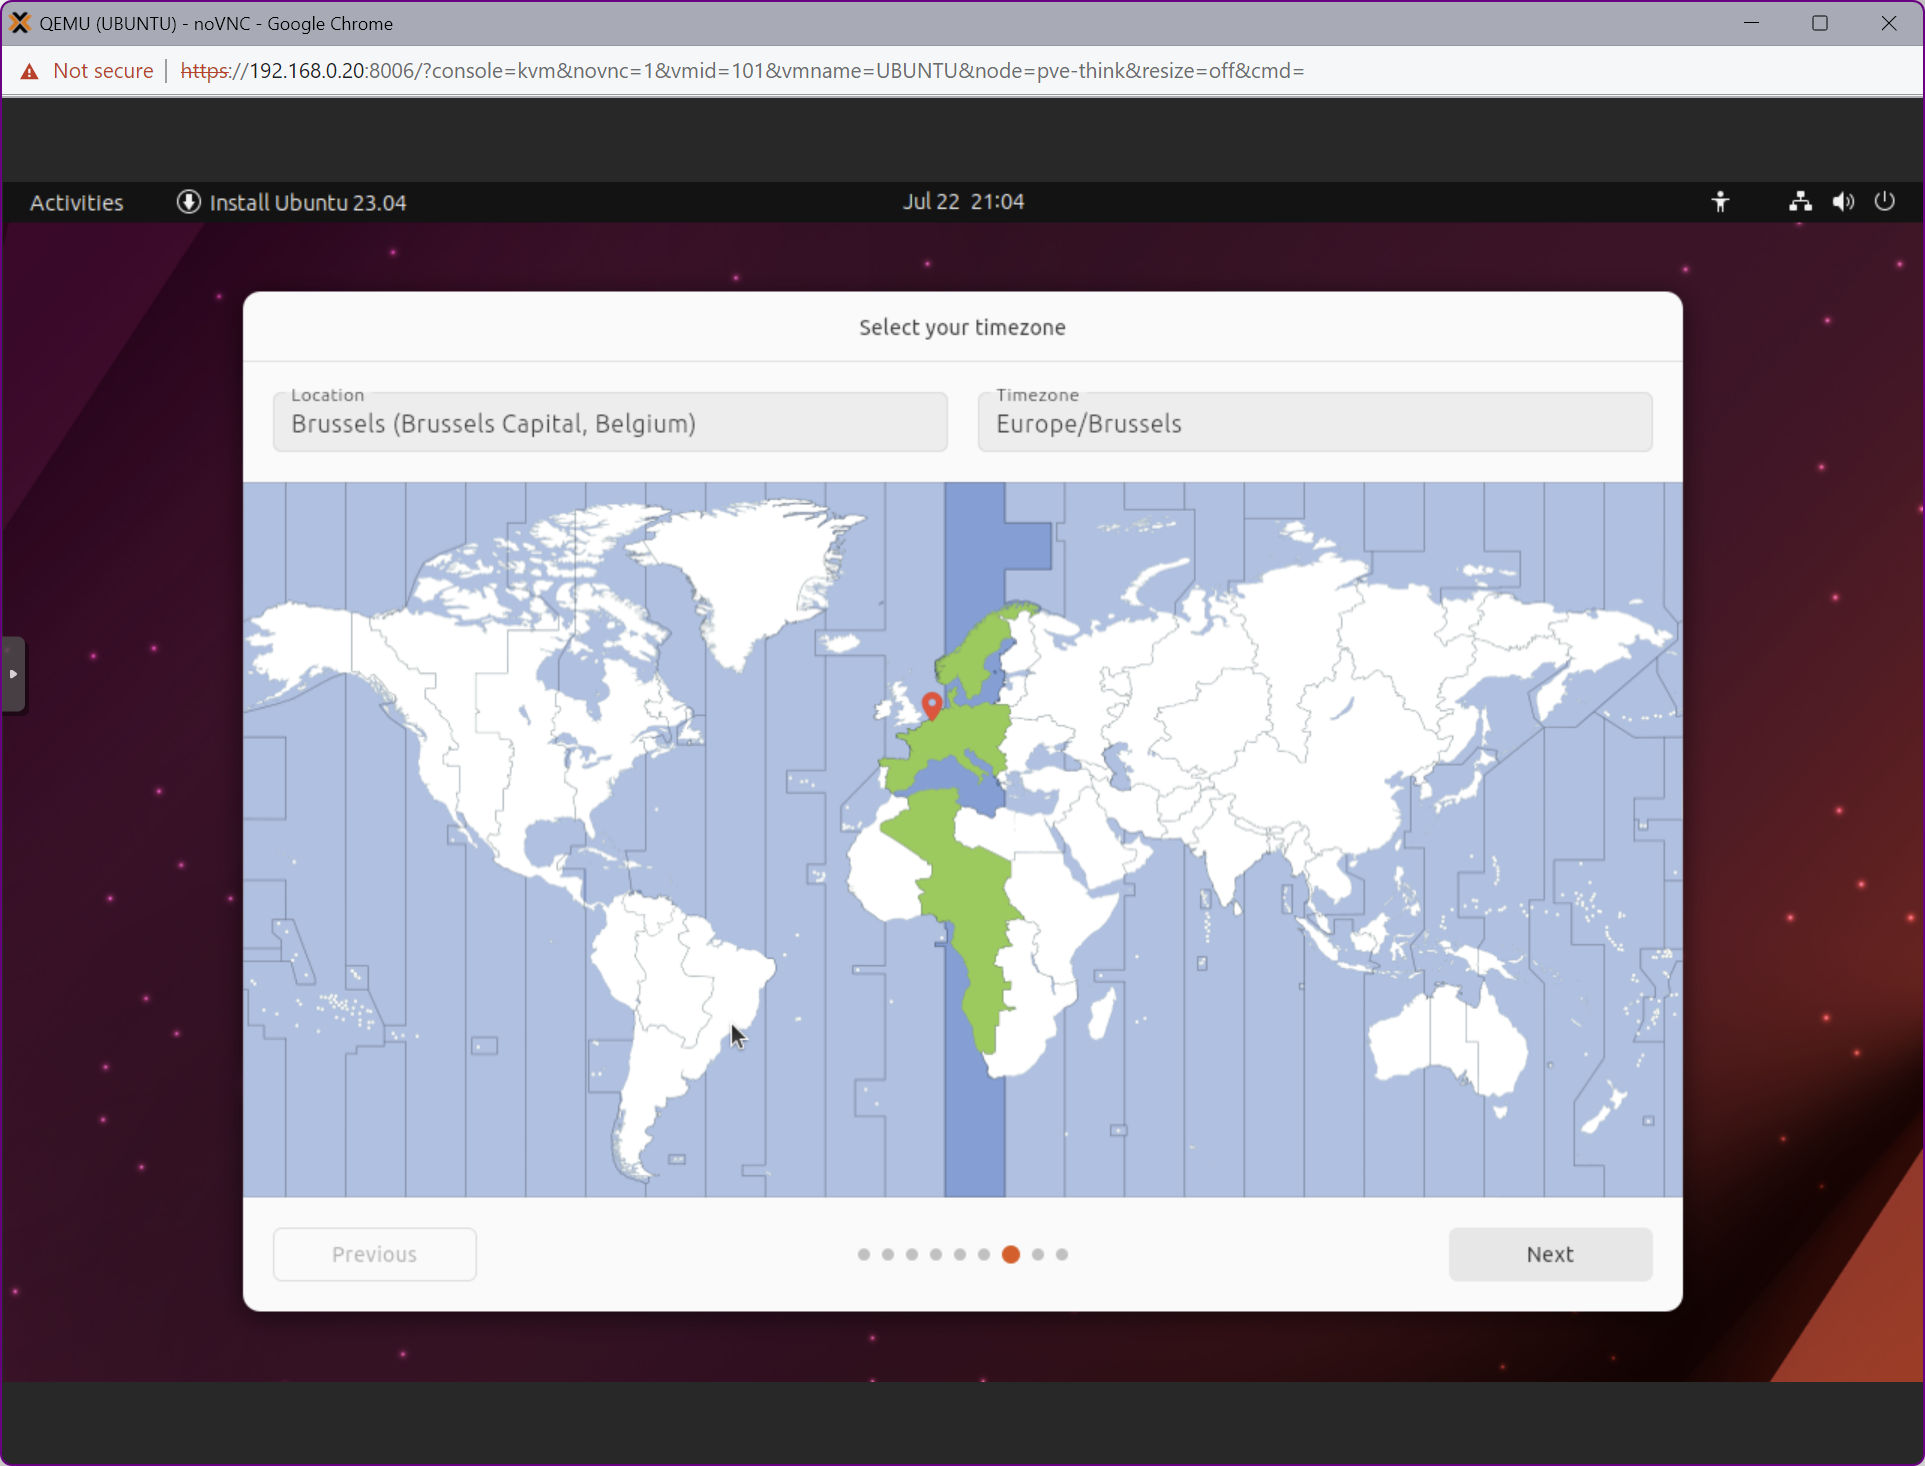 QEMU (UBUNTU) - noVNC - Google Chrome
Not secure https://192.168.0.20:8006/?console=kvm&novnc=1&vmid=101&vmname=UBUNTU&node=pve-think&resize=off&cmd=
Activities Install Ubuntu 23.04 Jul 22 21:04
Select your timezone
Location Timezone
Brussels (Brussels Capital, Belgium) Europe/Brussels
Previous Next